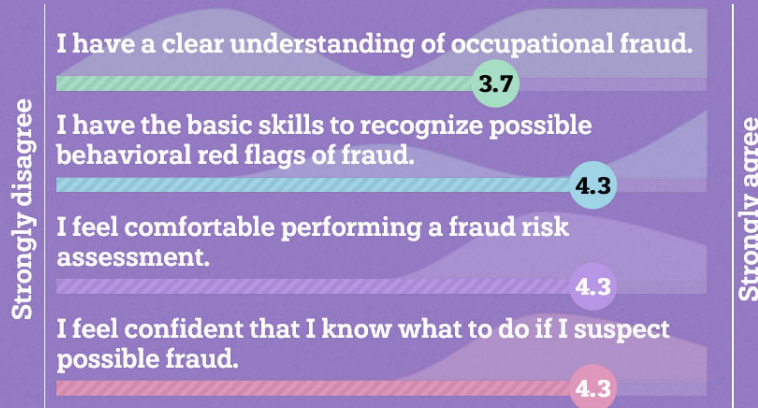 Strongly disagree
I have a clear understanding of occupational fraud.
3.7
I have the basic skills to recognize possible
behavioral red flags of fraud.
4.3
I feel comfortable performing a fraud risk
assessment.
4.3
I feel confident that I know what to do if I suspect
possible fraud.
4.3
Strongly agree